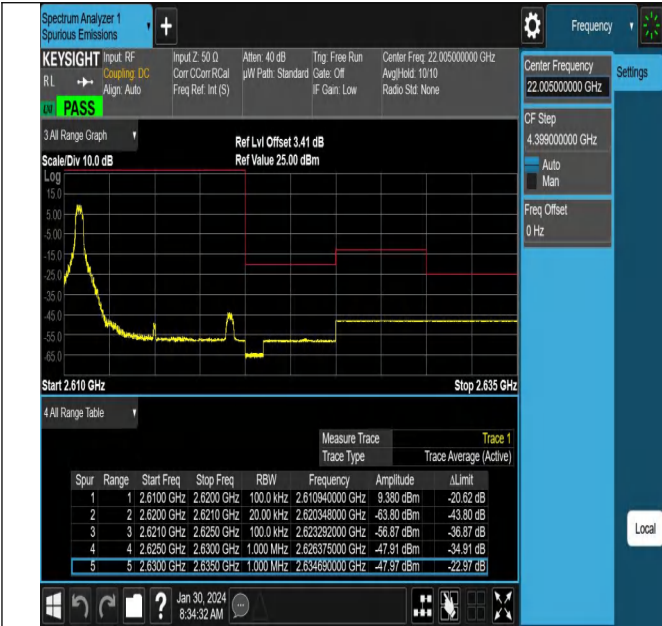 Spectrum Analyzer 1
Spurious Emissions
Frequency
KEYSIGHT
RL
PASS
Input: RF
Coupling: DC
Align: Auto
Input Z: 50 Ω
Corr CCorr RCal
Freq Ref: Int (S)
Atten: 40 dB
µW Path: Standard
Trig: Free Run
Gate: Off
IF Gain: Low
Center Freq: 22.005000000 GHz
Avg|Hold: 10/10
Radio Std: None
Center Frequency
22.005000000 GHz
Settings
CF Step
4.399000000 GHz
Auto
Man
Freq Offset
0 Hz
3 All Range Graph
Scale/Div 10.0 dB
Ref Lvl Offset 3.41 dB
Ref Value 25.00 dBm
Log
15.0
5.00
-5.00
-15.0
-25.0
-35.0
-45.0
-55.0
-65.0
Start 2.610 GHz
Stop 2.635 GHz
4 All Range Table
Measure Trace Trace 1
Trace Type Trace Average (Active)
Spur Range Start Freq Stop Freq RBW Frequency Amplitude ΔLimit
1 1 2.6100 GHz 2.6200 GHz 100.0 kHz 2.610940000 GHz 9.380 dBm -20.62 dB
2 2 2.6200 GHz 2.6210 GHz 20.00 kHz 2.620348000 GHz -63.80 dBm -43.80 dB
3 3 2.6210 GHz 2.6250 GHz 100.0 kHz 2.623292000 GHz -56.87 dBm -36.87 dB
4 4 2.6250 GHz 2.6300 GHz 1.000 MHz 2.626375000 GHz -47.91 dBm -34.91 dB
5 5 2.6300 GHz 2.6350 GHz 1.000 MHz 2.634690000 GHz -47.97 dBm -22.97 dB
Local
Jan 30, 2024
8:34:32 AM